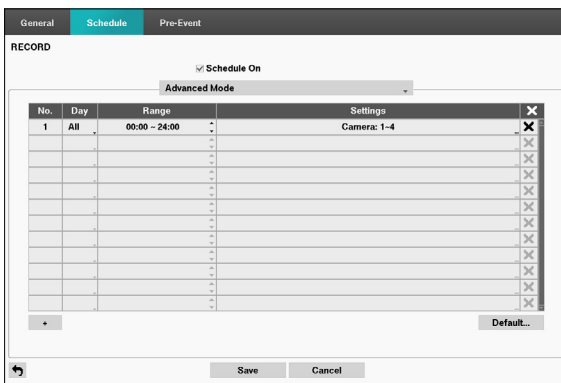 General Schedule Pre-Event
RECORD
Schedule On
Advanced Mode
No. Day Range Settings
1 All 00:00 ~ 24:00 Camera: 1~4
+ Default...
Save Cancel